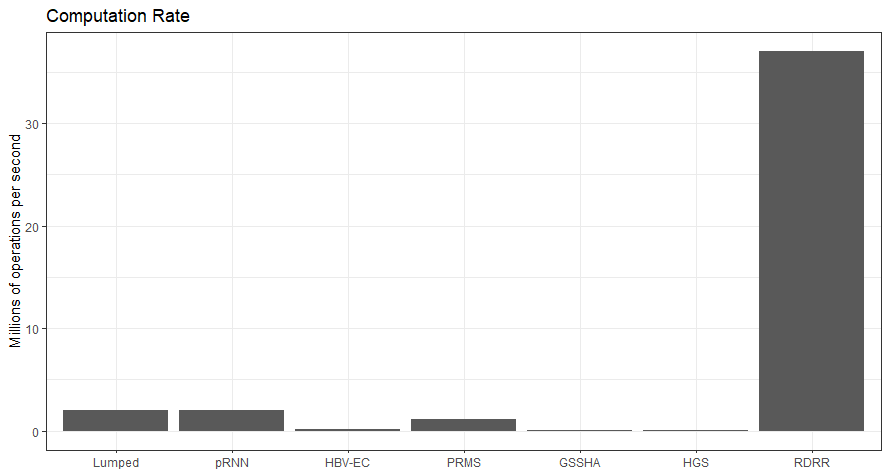 Computation Rate
Millions of operations per second
30
20
10
0
Lumped pRNN HBV-EC PRMS GSSHA HGS RDRR